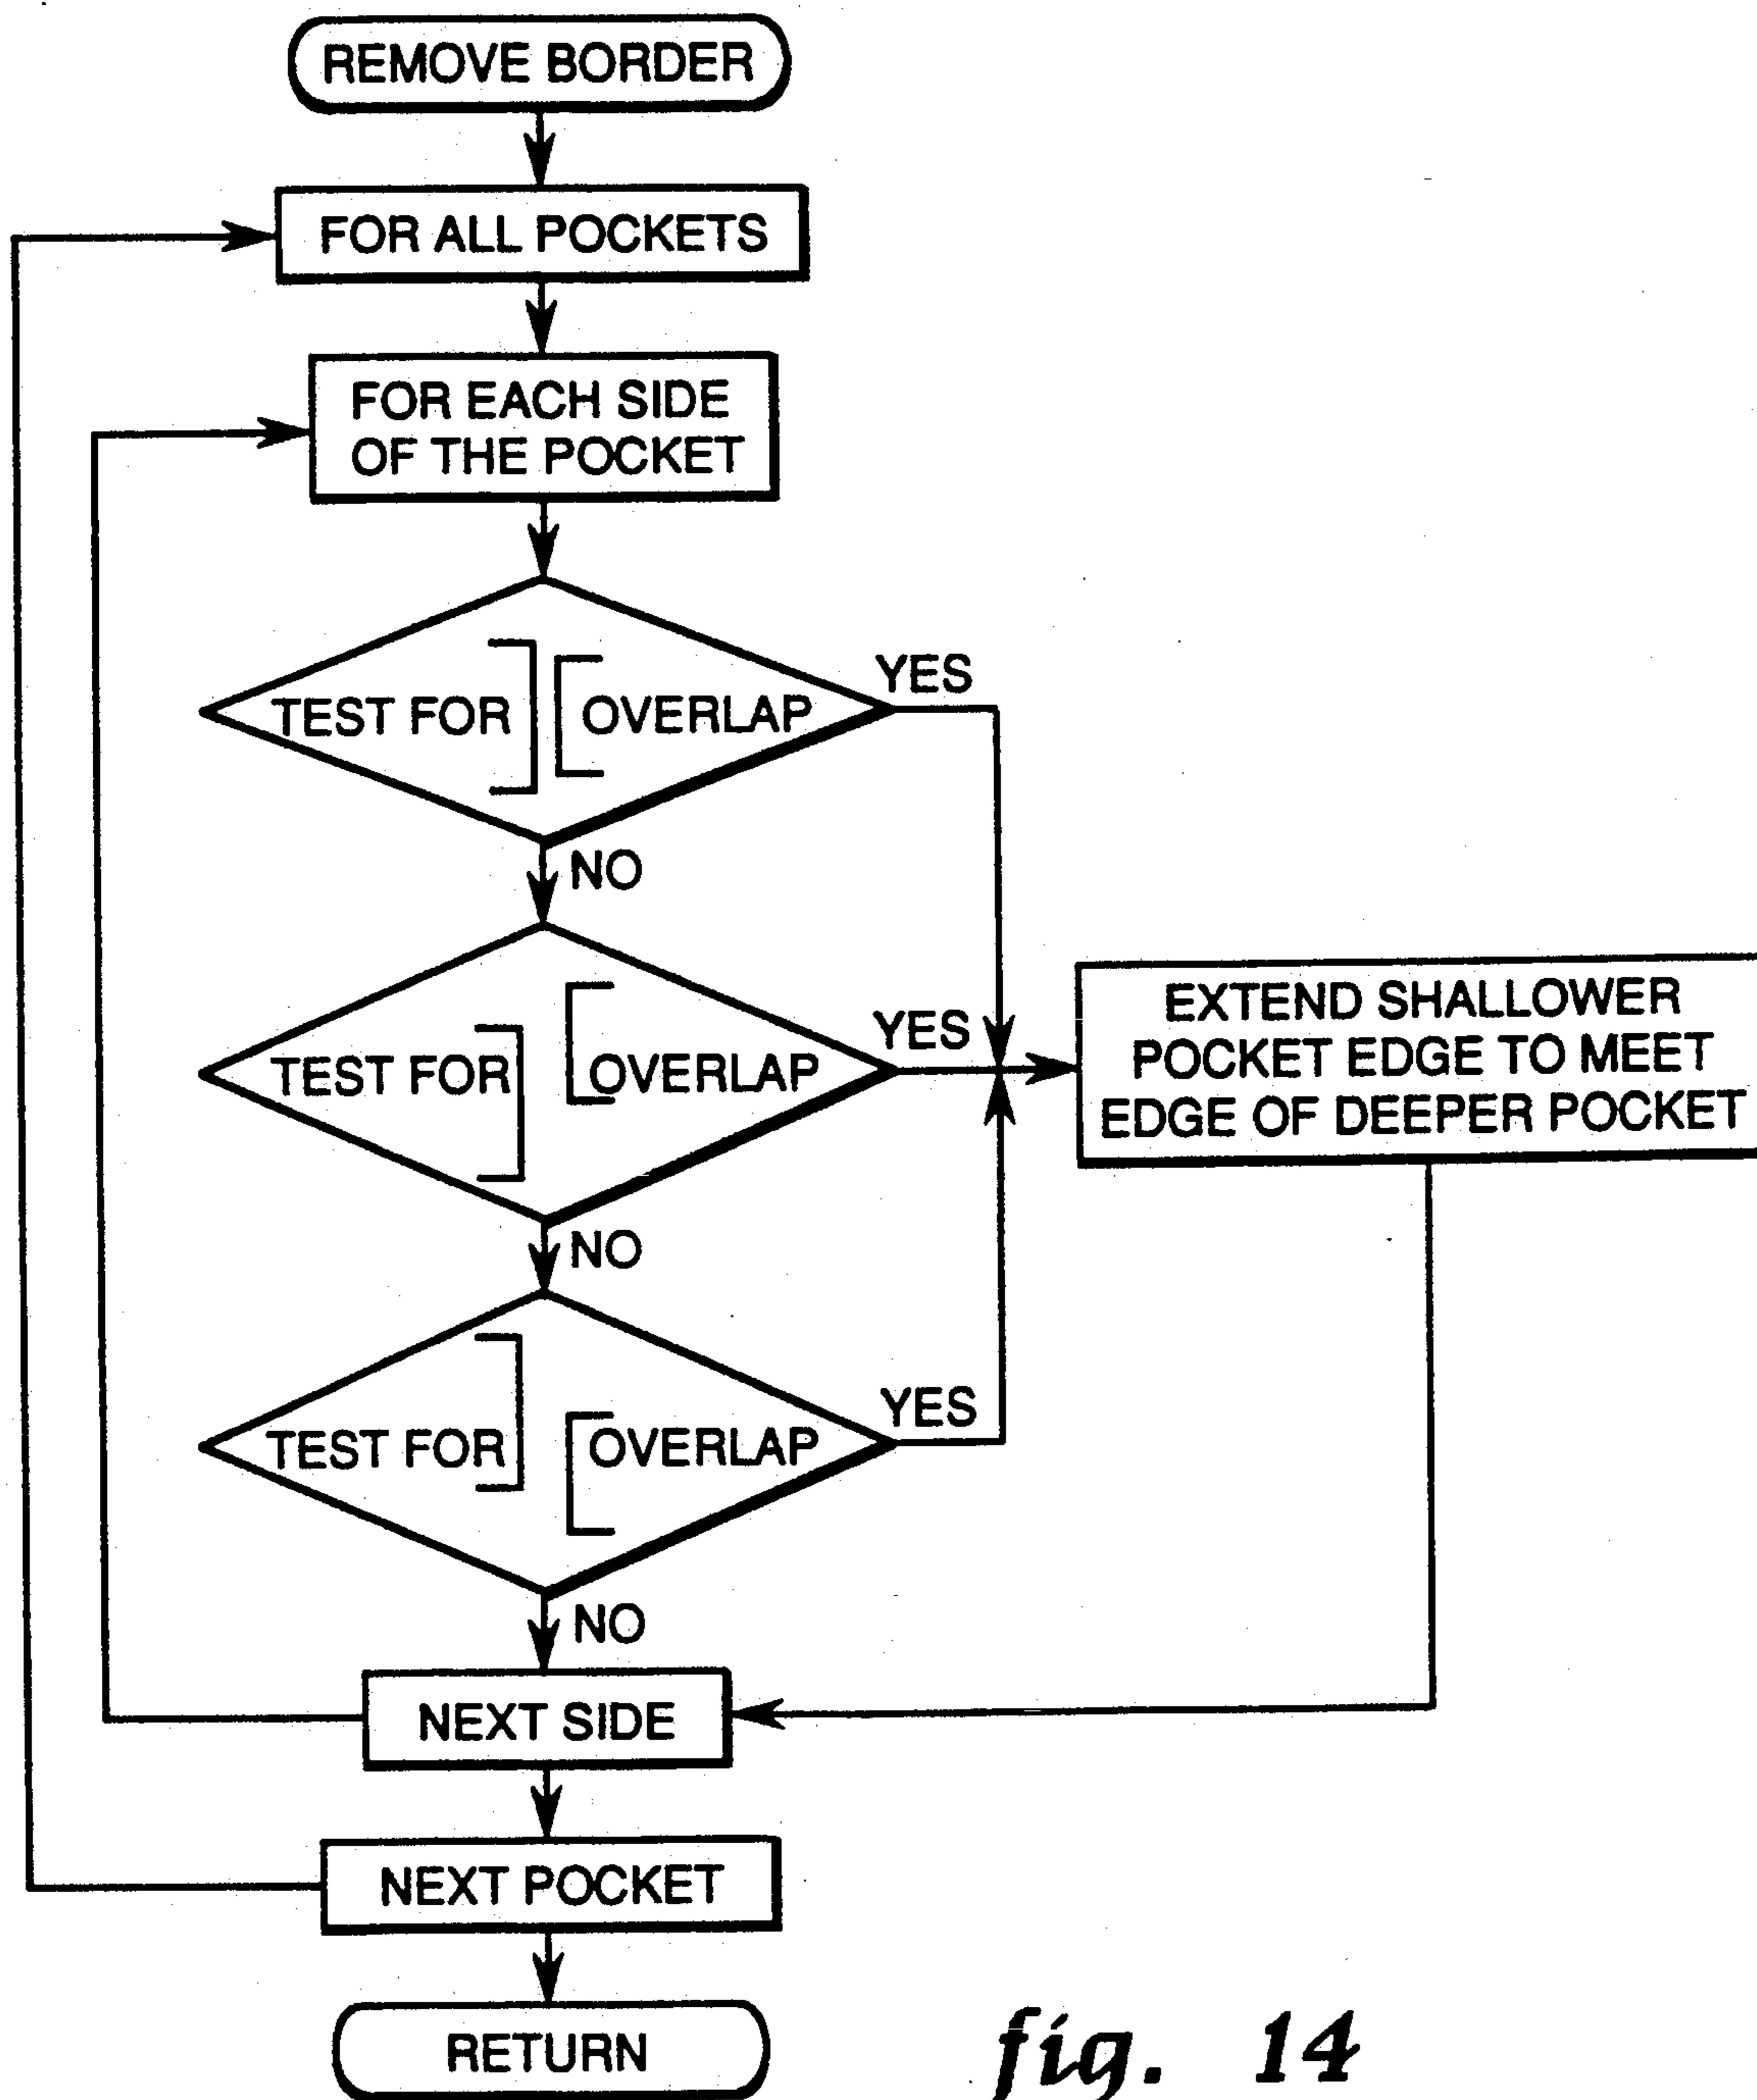 REMOVE BORDER
FOR ALL POCKETS
FOR EACH SIDE
OF THE POCKET
TEST FOR ] [ OVERLAP
YES
NO
TEST FOR ] [ OVERLAP
YES
EXTEND SHALLOWER
POCKET EDGE TO MEET
EDGE OF DEEPER POCKET
NO
TEST FOR ] [ OVERLAP
YES
NO
NEXT SIDE
NEXT POCKET
RETURN
fig. 14